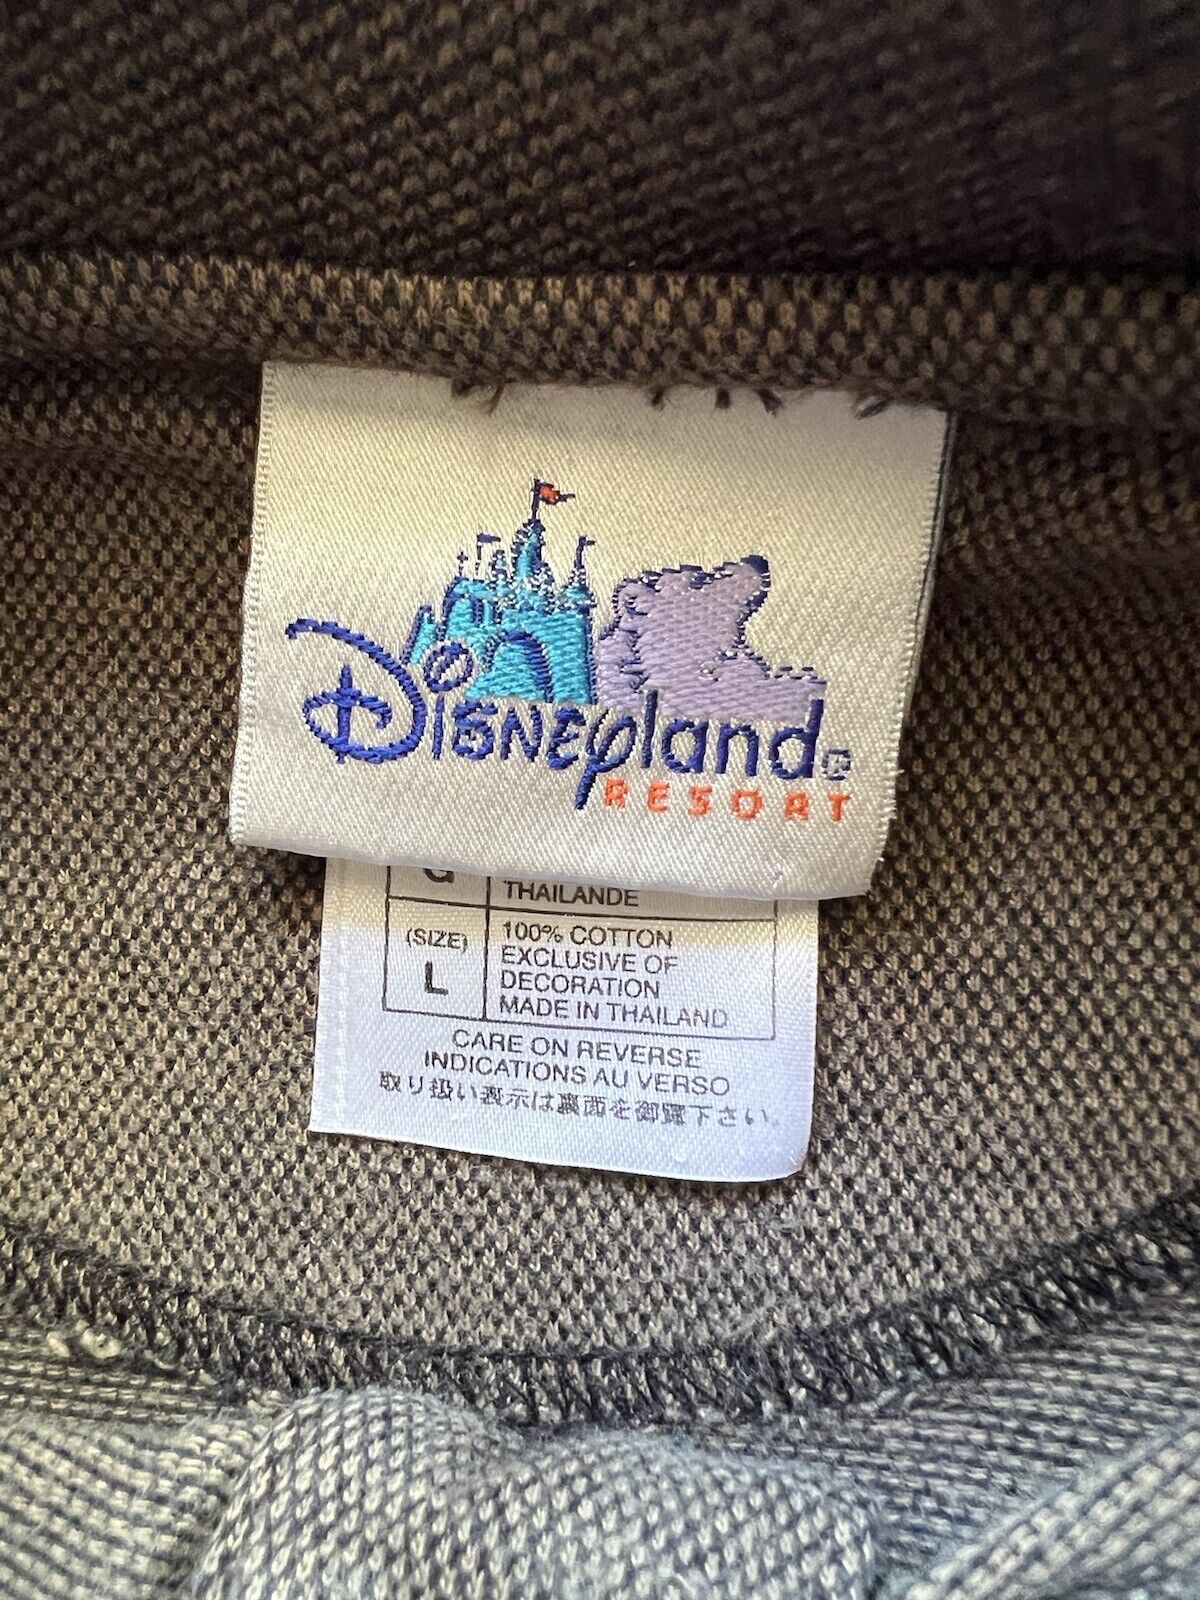 DISNEyland®
RESORT
G
THAILANDE
(SIZE)
L
100% COTTON
EXCLUSIVE OF
DECORATION
MADE IN THAILAND
CARE ON REVERSE
INDICATIONS AU VERSO
取り扱い表示は裏面を御覧下さい。